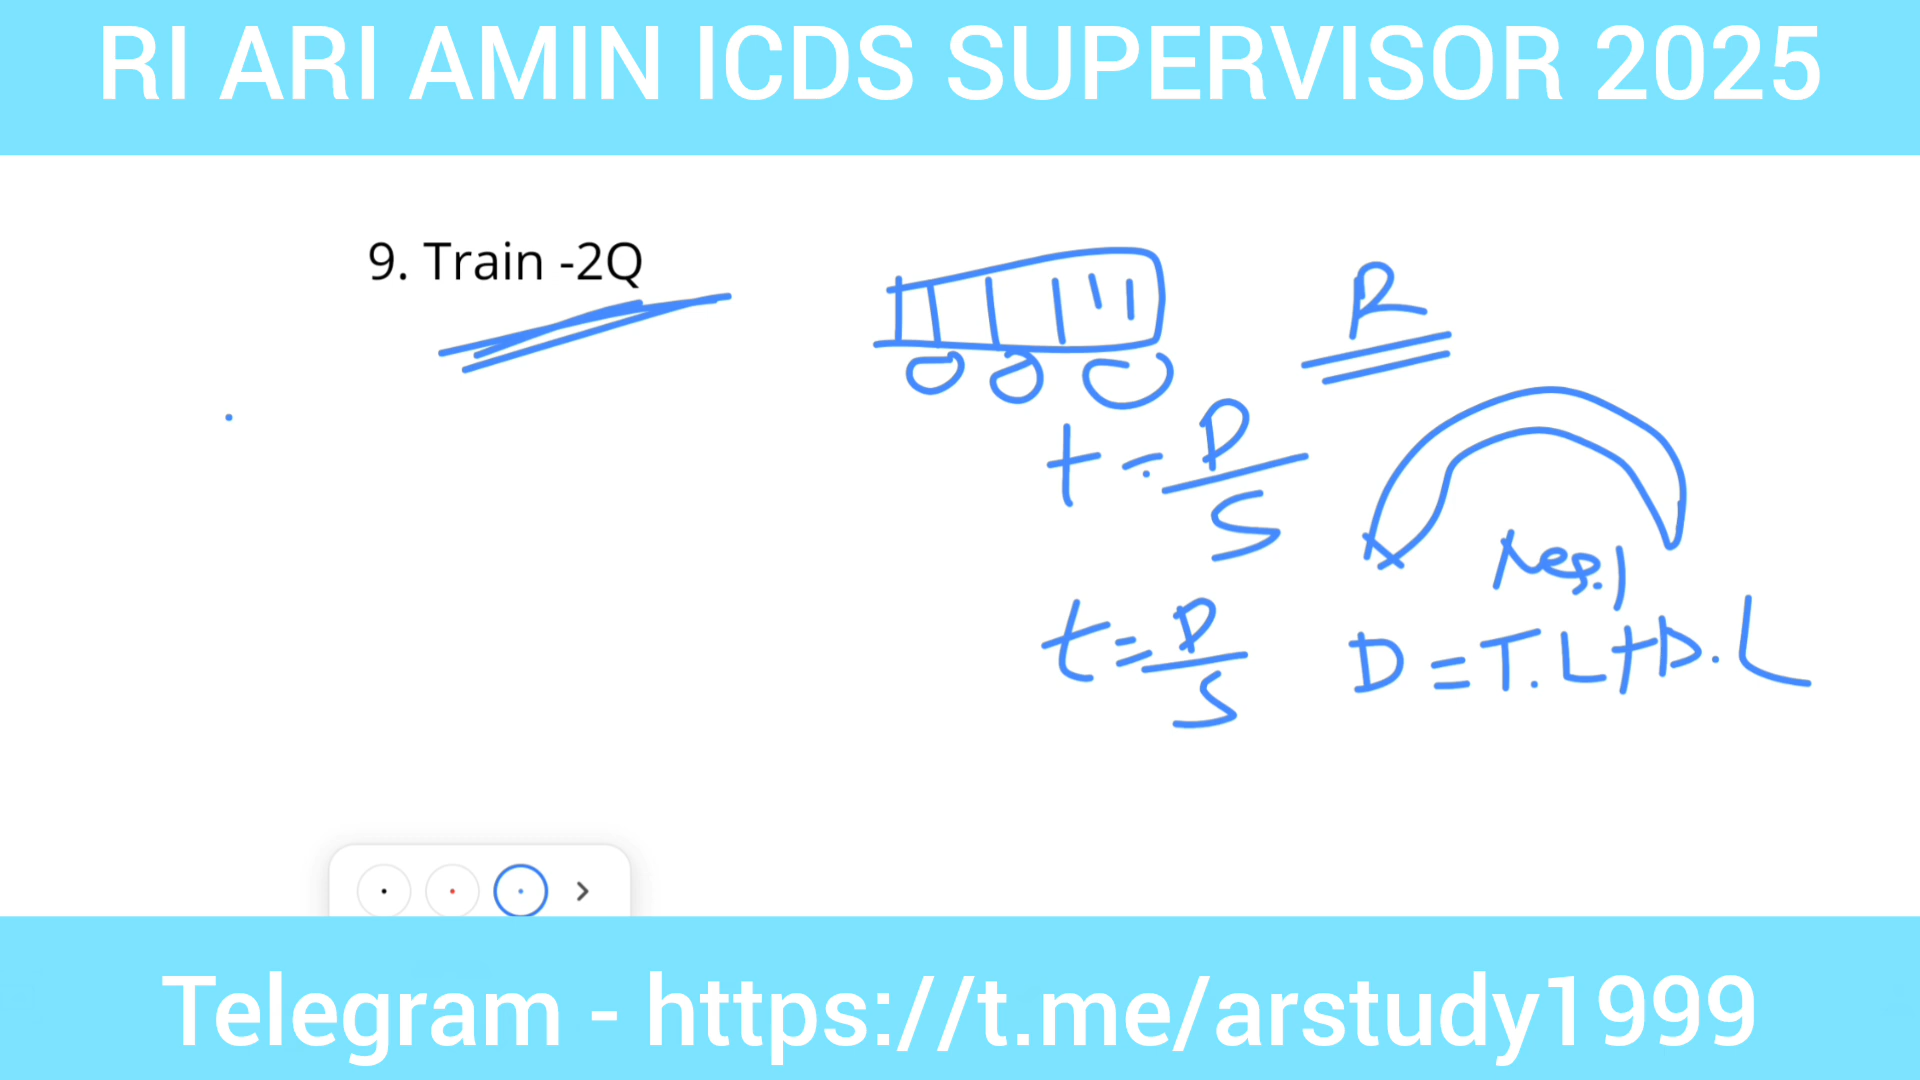 RI ARI AMIN ICDS SUPERVISOR 2025
9. Train -2Q
R
t = D/S
t = D/S
D = T.L + D.L
Telegram - https://t.me/arstudy1999